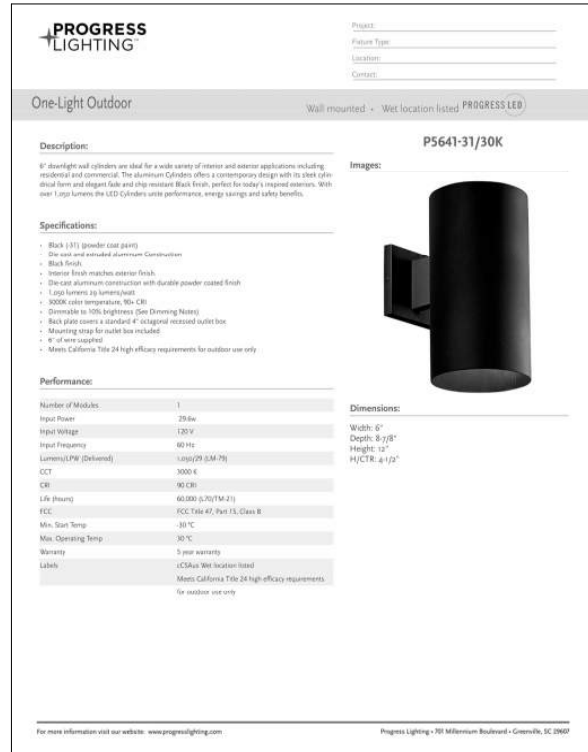 PROGRESS
LIGHTING™
Project:
Fixture Type:
Location:
Contact:
One-Light Outdoor
Wall mounted • Wet location listed PROGRESS LED
P5641-31/30K
Description:
6" downlight wall cylinders are ideal for a wide variety of interior and exterior applications including
residential and commercial. The aluminum Cylinders offers a contemporary design with its sleek cylin-
drical form and elegant fade and chip resistant Black finish, perfect for today's inspired exteriors. With
over 1,050 lumens the LED Cylinders unite performance, energy savings and safety benefits.
Images:
Specifications:
• Black (-31) (powder coat paint)
• Die cast and extruded aluminum Construction
• Black finish.
• Interior finish matches exterior finish.
• Die-cast aluminum construction with durable powder coated finish
• 1,050 lumens 29 lumens/watt
• 3000K color temperature, 90+ CRI
• Dimmable to 10% brightness (See Dimming Notes)
• Back plate covers a standard 4" octagonal recessed outlet box
• Mounting strap for outlet box included
• 6" of wire supplied
• Meets California Title 24 high efficacy requirements for outdoor use only
Performance:
Number of Modules 1
Input Power 29.6w
Input Voltage 120 V
Input Frequency 60 Hz
Lumens/LPW (Delivered) 1,050/29 (LM-79)
CCT 3000 K
CRI 90 CRI
Life (hours) 60,000 (L70/TM-21)
FCC FCC Title 47, Part 15, Class B
Min. Start Temp -30 °C
Max. Operating Temp 30 °C
Warranty 5 year warranty
Labels cCSAus Wet location listed
Meets California Title 24 high efficacy requirements
for outdoor use only
Dimensions:
Width: 6"
Depth: 8-7/8"
Height: 12"
H/CTR: 4-1/2"
For more information visit our website: www.progresslighting.com
Progress Lighting • 701 Millennium Boulevard • Greenville, SC 29607